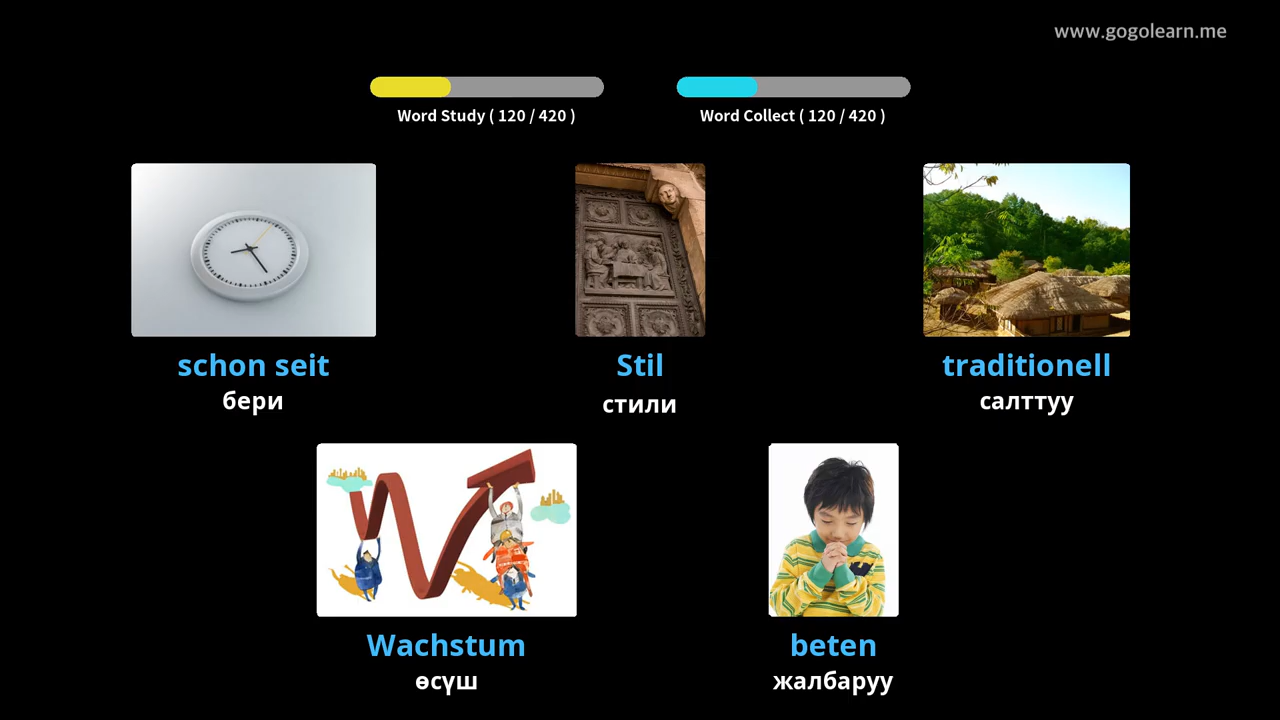 www.gogolearn.me
Word Study ( 120 / 420 )
Word Collect ( 120 / 420 )
schon seit
бери
Stil
стили
traditionell
салттуу
Wachstum
өсүш
beten
жалбаруу